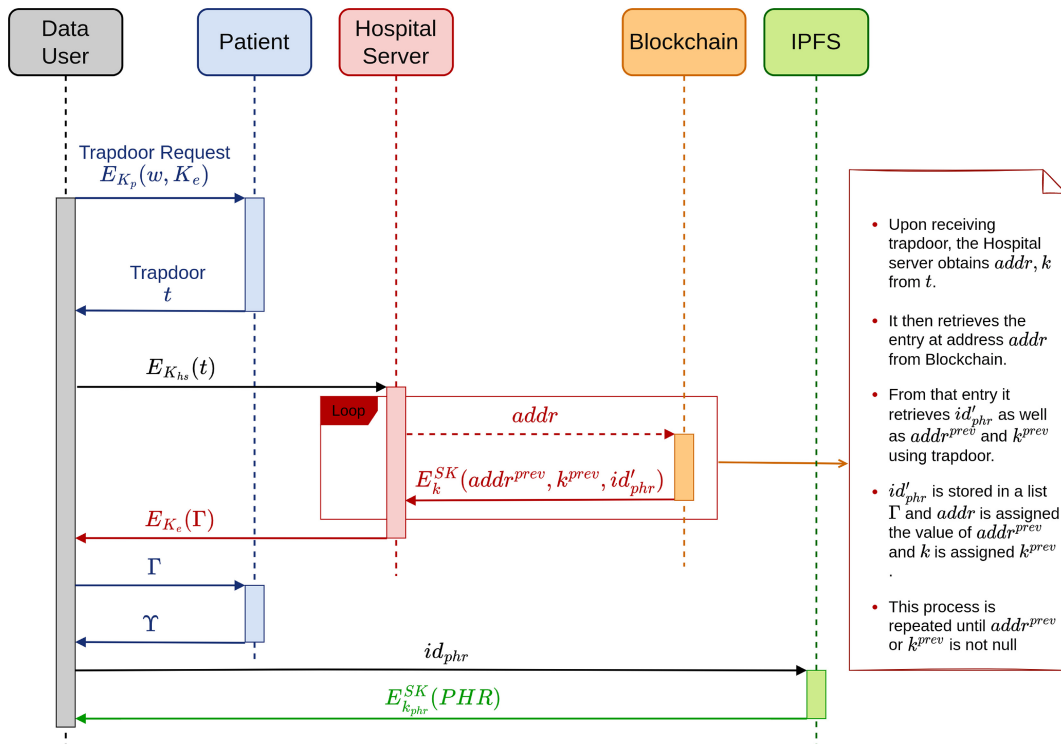 Data
User
Patient
Hospital
Server
Blockchain
IPFS
Trapdoor Request
$E_{K_p}(w, K_e)$
Trapdoor
$t$
$E_{K_{hs}}(t)$
Loop
$addr$
$E_k^{SK}(addr^{prev}, k^{prev}, id'_{phr})$
$E_{K_e}(\Gamma)$
$\Gamma$
$\Upsilon$
$id_{phr}$
$E_{k_{phr}}^{SK}(PHR)$
• Upon receiving
trapdoor, the Hospital
server obtains $addr, k$
from $t$.
• It then retrieves the
entry at address $addr$
from Blockchain.
• From that entry it
retrieves $id'_{phr}$ as well
as $addr^{prev}$ and $k^{prev}$
using trapdoor.
• $id'_{phr}$ is stored in a list
$\Gamma$ and $addr$ is assigned
the value of $addr^{prev}$
and $k$ is assigned $k^{prev}$
.
• This process is
repeated until $addr^{prev}$
or $k^{prev}$ is not null